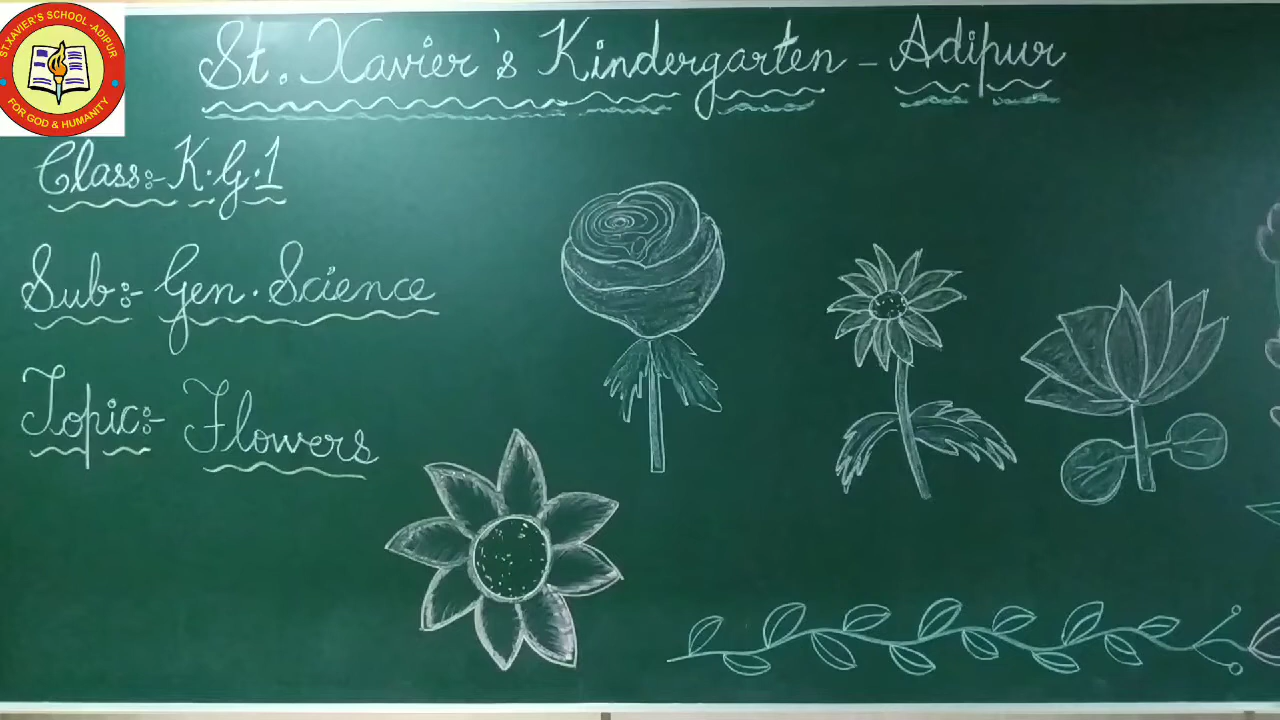 ST.XAVIER'S SCHOOL-ADIPUR
FOR GOD & HUMANITY
St. Xavier's Kindergarten - Adipur
Class:- K.G.1
Sub:- Gen. Science
Topic:- Flowers